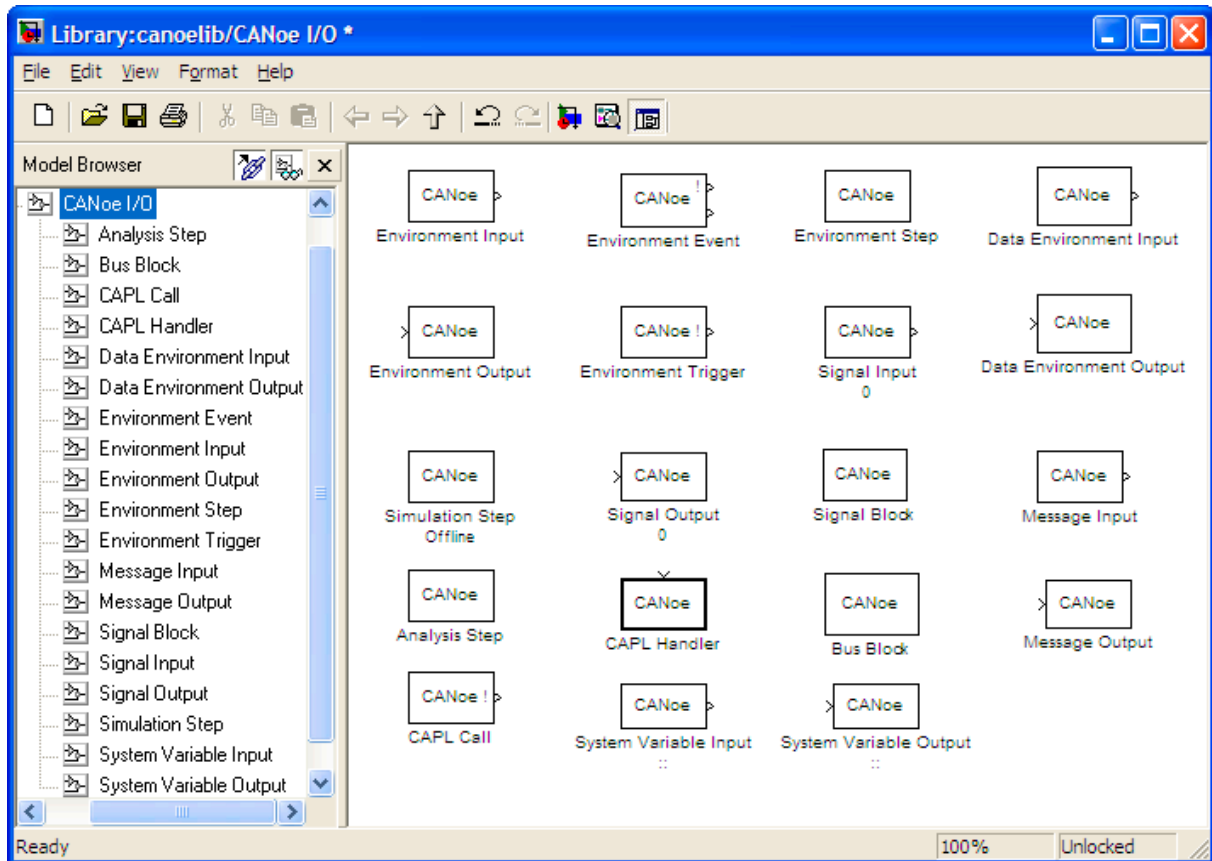 Library:canoelib/CANoe I/O *
File Edit View Format Help
Model Browser
CANoe I/O
Analysis Step
Bus Block
CAPL Call
CAPL Handler
Data Environment Input
Data Environment Output
Environment Event
Environment Input
Environment Output
Environment Step
Environment Trigger
Message Input
Message Output
Signal Block
Signal Input
Signal Output
Simulation Step
System Variable Input
System Variable Output
CANoe CANoe ! CANoe CANoe
Environment Input Environment Event Environment Step Data Environment Input
CANoe CANoe ! CANoe CANoe
Environment Output Environment Trigger Signal Input Data Environment Output
0
CANoe CANoe CANoe CANoe
Simulation Step Signal Output Signal Block Message Input
Offline 0
CANoe CANoe CANoe CANoe
Analysis Step CAPL Handler Bus Block Message Output
CANoe ! CANoe CANoe
CAPL Call System Variable Input System Variable Output
:: ::
Ready 100% Unlocked